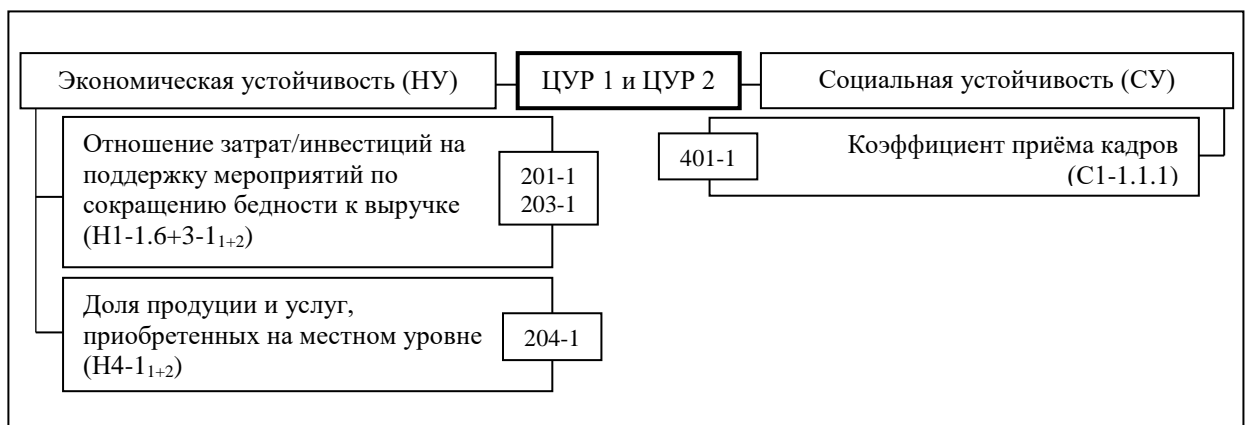 Экономическая устойчивость (НУ)
ЦУР 1 и ЦУР 2
Социальная устойчивость (СУ)
Отношение затрат/инвестиций на
поддержку мероприятий по
сокращению бедности к выручке
(Н1-1.6+3-1₁₊₂)
201-1
203-1
Доля продуции и услуг,
приобретенных на местном уровне
(Н4-1₁₊₂)
204-1
401-1
Коэффициент приёма кадров
(С1-1.1.1)